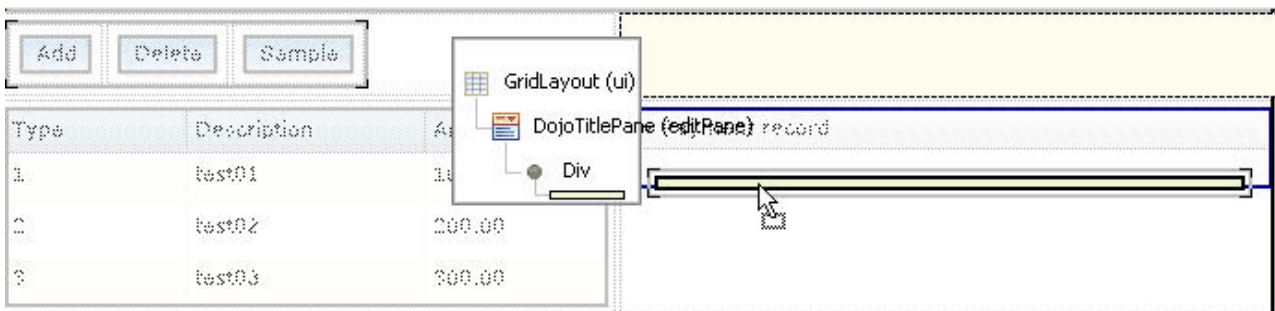 Add Delete Sample
GridLayout (ui)
DojoTitlePane (editPane)
record
Div
Type Description
1 test01
2 test02 200.00
3 test03 300.00